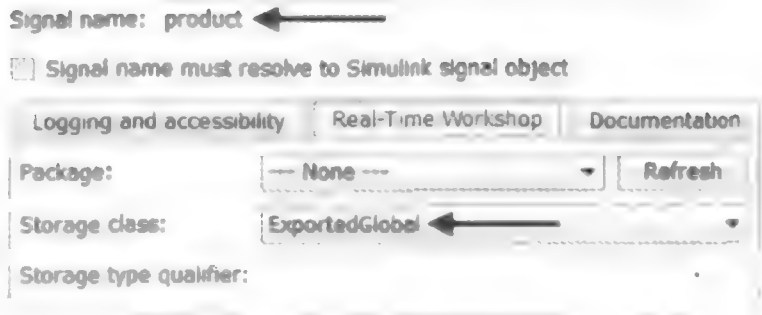 Signal name: product
Signal name must resolve to Simulink signal object
Logging and accessibility Real-Time Workshop Documentation
Package: --- None --- Refresh
Storage class: ExportedGlobal
Storage type qualifier: